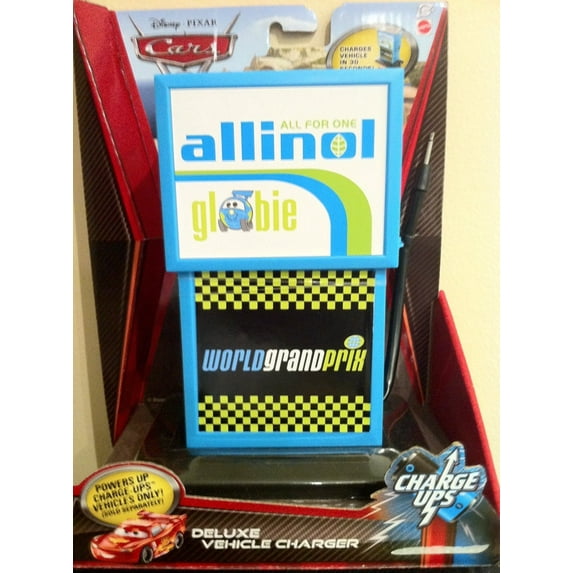 Disney · PIXAR
Cars
CHARGES
VEHICLE
IN 30
SECONDS!
ALL FOR ONE
allinol
globie
WORLDGRANDPRIX
POWERS UP
CHARGE UPS™
VEHICLES ONLY!
(SOLD SEPARATELY)
CHARGE
UPS
DELUXE
VEHICLE CHARGER